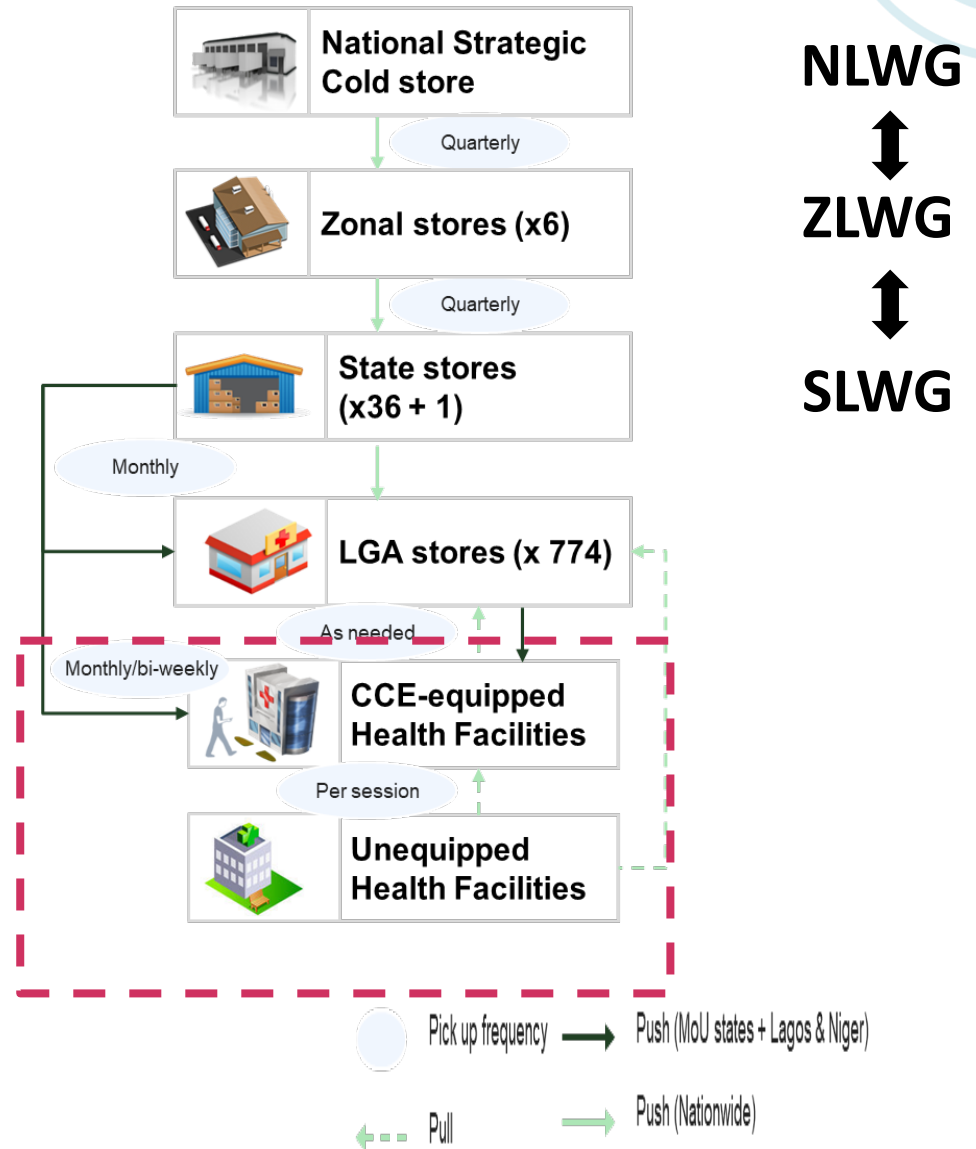 National Strategic
Cold store
NLWG
Quarterly
Zonal stores (x6)
ZLWG
Quarterly
State stores
(x36 + 1)
SLWG
Monthly
LGA stores (x 774)
As needed
Monthly/bi-weekly
CCE-equipped
Health Facilities
Per session
Unequipped
Health Facilities
Pick up frequency
Push (MoU states + Lagos & Niger)
Pull
Push (Nationwide)